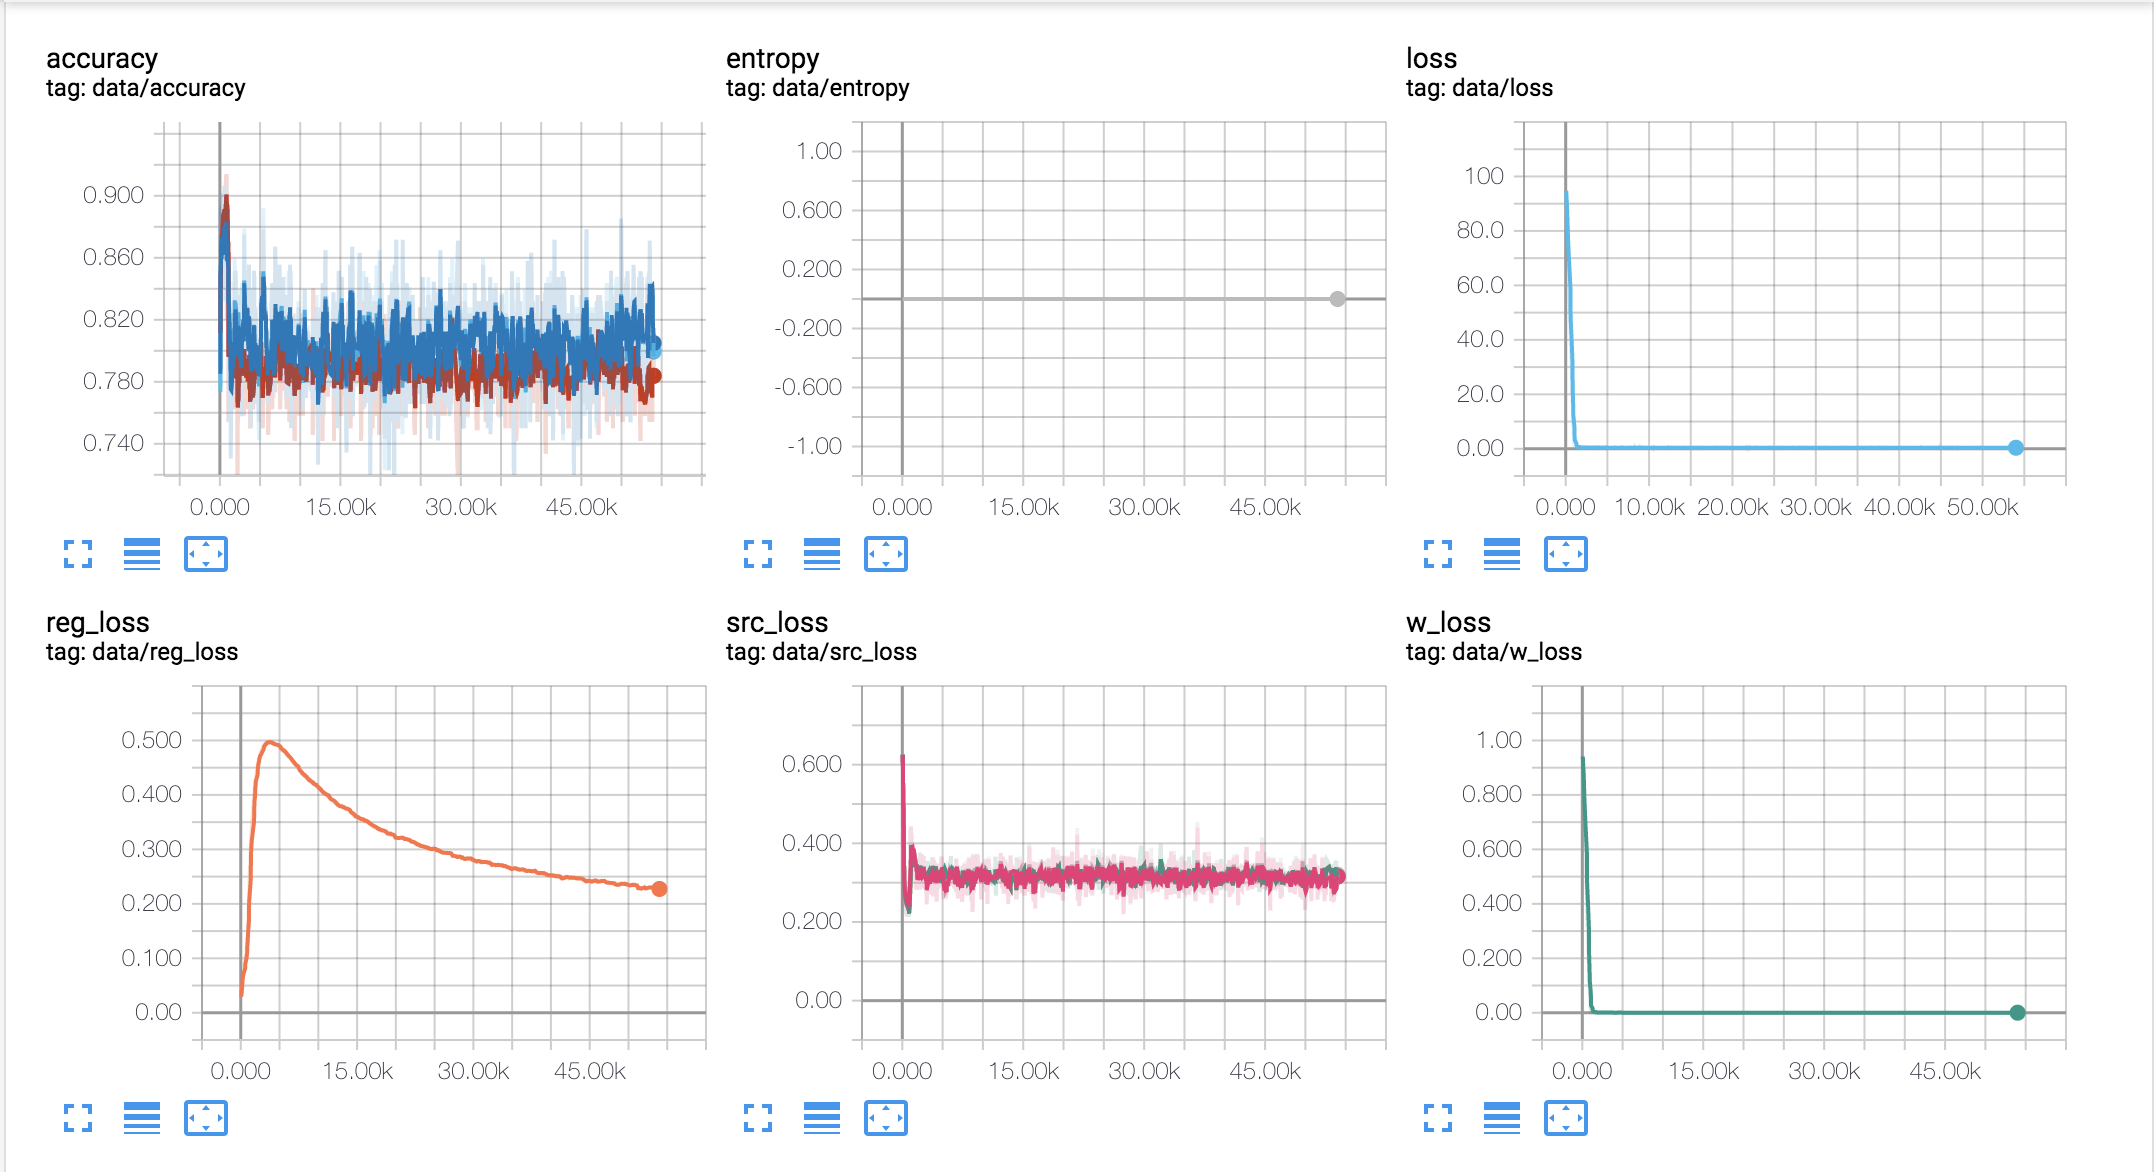 accuracy
tag: data/accuracy
0.900
0.860
0.820
0.780
0.740
0.000 15.00k 30.00k 45.00k
entropy
tag: data/entropy
1.00
0.600
0.200
-0.200
-0.600
-1.00
0.000 15.00k 30.00k 45.00k
loss
tag: data/loss
100
80.0
60.0
40.0
20.0
0.00
0.000 10.00k 20.00k 30.00k 40.00k 50.00k
reg_loss
tag: data/reg_loss
0.500
0.400
0.300
0.200
0.100
0.00
0.000 15.00k 30.00k 45.00k
src_loss
tag: data/src_loss
0.600
0.400
0.200
0.00
0.000 15.00k 30.00k 45.00k
w_loss
tag: data/w_loss
1.00
0.800
0.600
0.400
0.200
0.00
0.000 15.00k 30.00k 45.00k